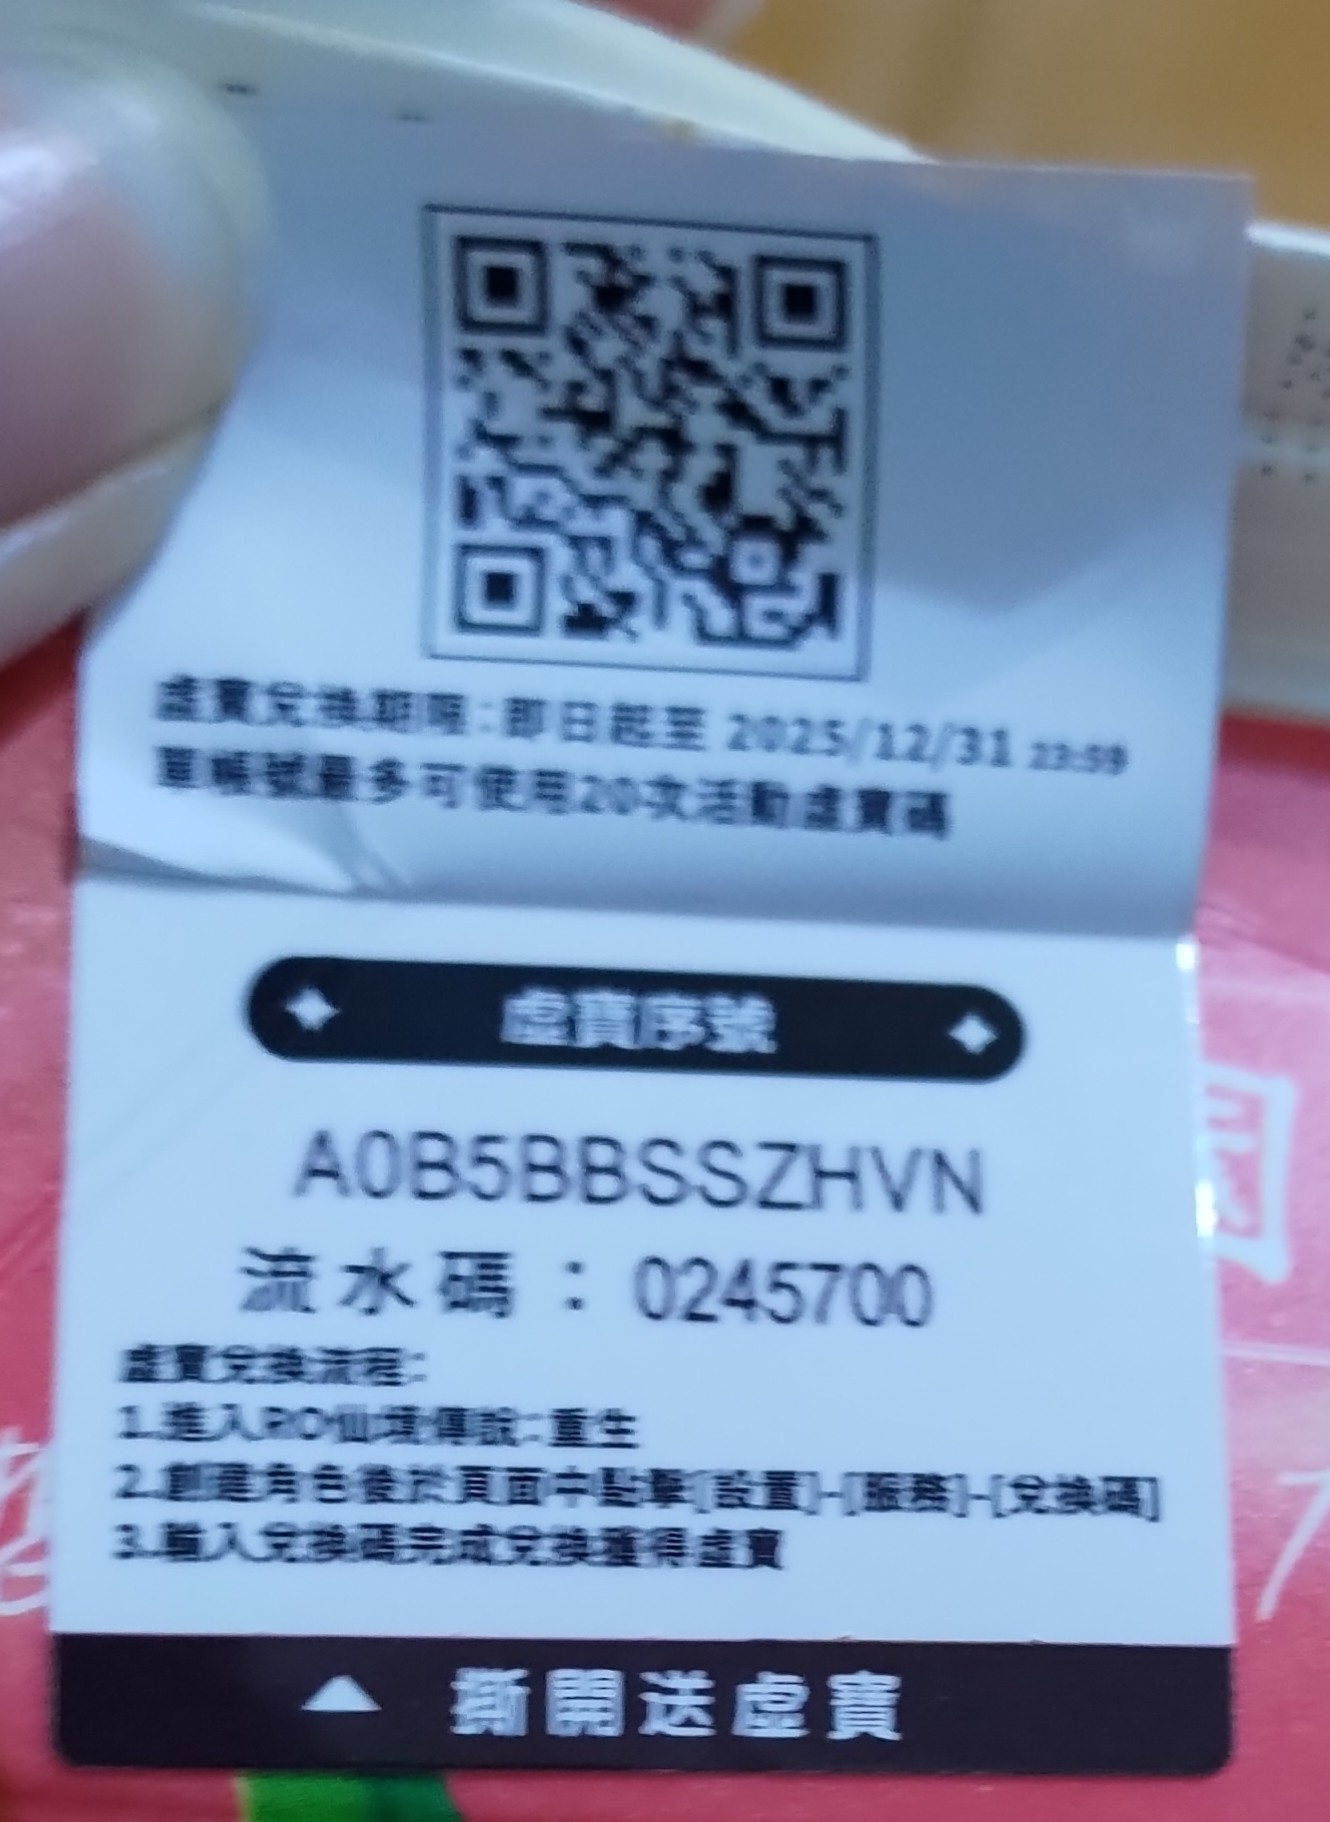 虛寶兌換期限:即日起至 2025/12/31 23:59
單帳號最多可使用20次活動虛寶碼
虛寶序號
A0B5BBSSZHVN
流水碼：0245700
虛寶兌換流程:
1.進入RO仙境傳說:重生
2.創建角色後於頁面中點擊[設置]-[服務]-[兌換碼]
3.輸入兌換碼完成兌換獲得虛寶
撕開送虛寶